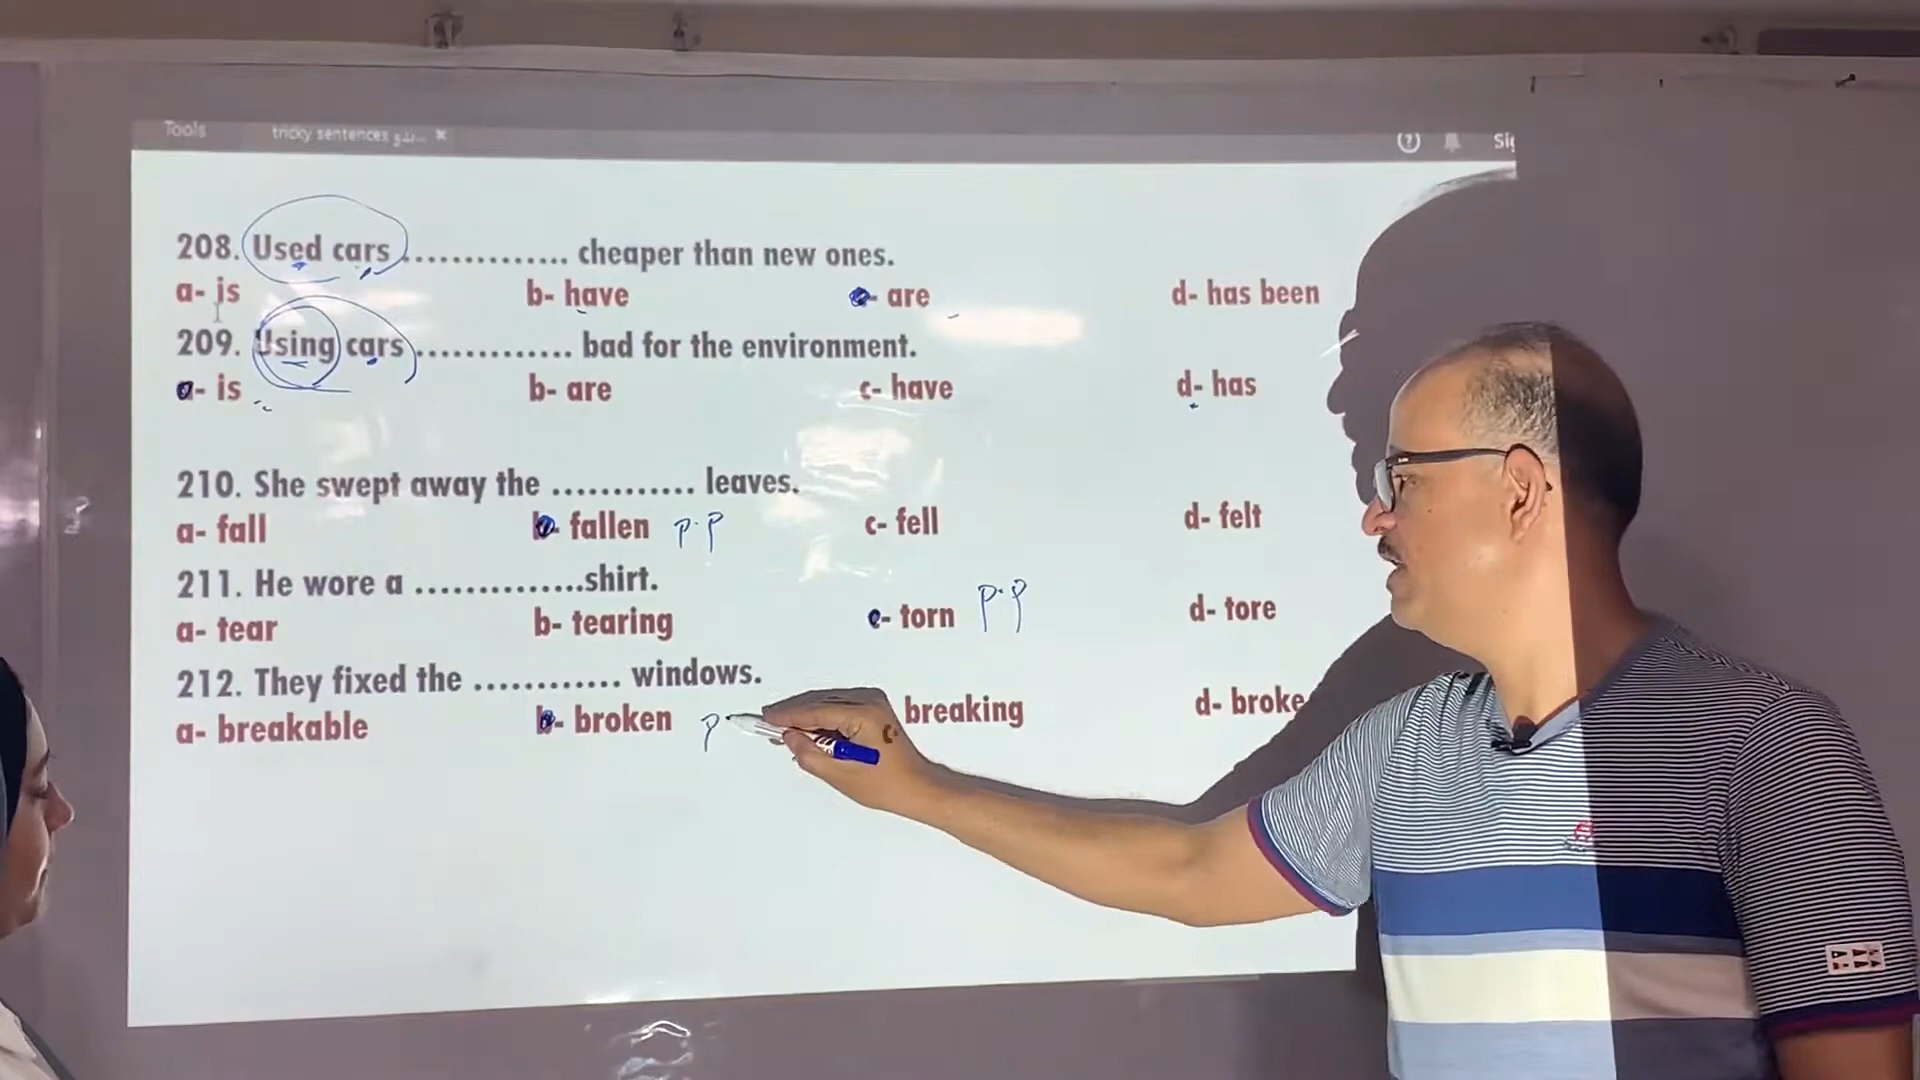 Tools tricky sentences تندو... ×
208. Used cars ............. cheaper than new ones.
a- is b- have c- are d- has been
209. Using cars ............. bad for the environment.
a- is b- are c- have d- has
210. She swept away the ............ leaves.
a- fall b- fallen p.p c- fell d- felt
211. He wore a ..............shirt.
a- tear b- tearing c- torn p.p d- tore
212. They fixed the ............ windows.
a- breakable b- broken p. c- breaking d- broke